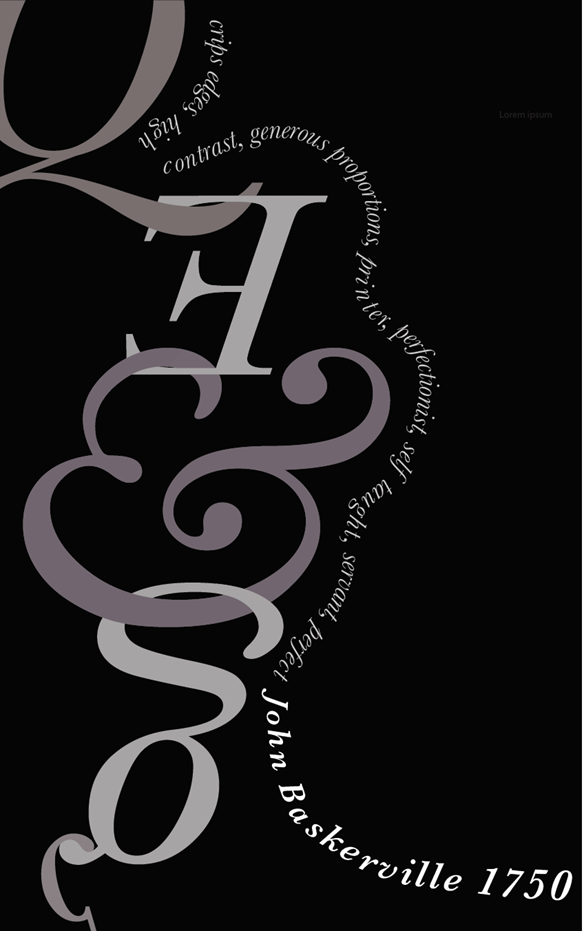 Q
crips edges, high
contrast, generous proportions, printer, perfectionist, self taught, servant, perfect
Lorem ipsum
E
&
John Baskerville 1750